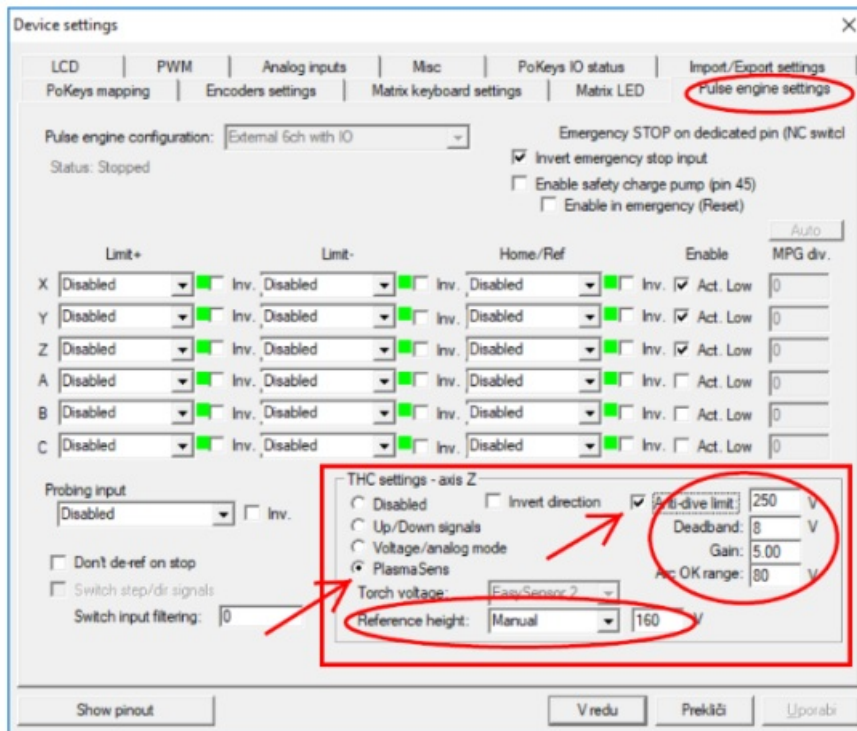 Device settings
LCD PWM Analog inputs Misc PoKeys IO status Import/Export settings
PoKeys mapping Encoders settings Matrix keyboard settings Matrix LED Pulse engine settings
Pulse engine configuration: External 6ch with IO
Emergency STOP on dedicated pin (NC switcl
Status: Stopped
Invert emergency stop input
Enable safety charge pump (pin 45)
Enable in emergency (Reset)
Auto
Limit+ Limit- Home/Ref Enable MPG div.
X Disabled Inv. Disabled Inv. Disabled Inv. Act. Low 0
Y Disabled Inv. Disabled Inv. Disabled Inv. Act. Low 0
Z Disabled Inv. Disabled Inv. Disabled Inv. Act. Low 0
A Disabled Inv. Disabled Inv. Disabled Inv. Act. Low 0
B Disabled Inv. Disabled Inv. Disabled Inv. Act. Low 0
C Disabled Inv. Disabled Inv. Disabled Inv. Act. Low 0
Probing input
Disabled Inv.
Don't de-ref on stop
Switch step/dir signals
Switch input filtering: 0
THC settings - axis Z
Disabled Invert direction Anti-dive limit: 250 V
Up/Down signals Deadband: 8 V
Voltage/analog mode Gain: 5.00
PlasmaSens Arc OK range: 80 V
Torch voltage: EasySensor 2
Reference height: Manual 160 V
Show pinout V redu Prekliči Uporabi